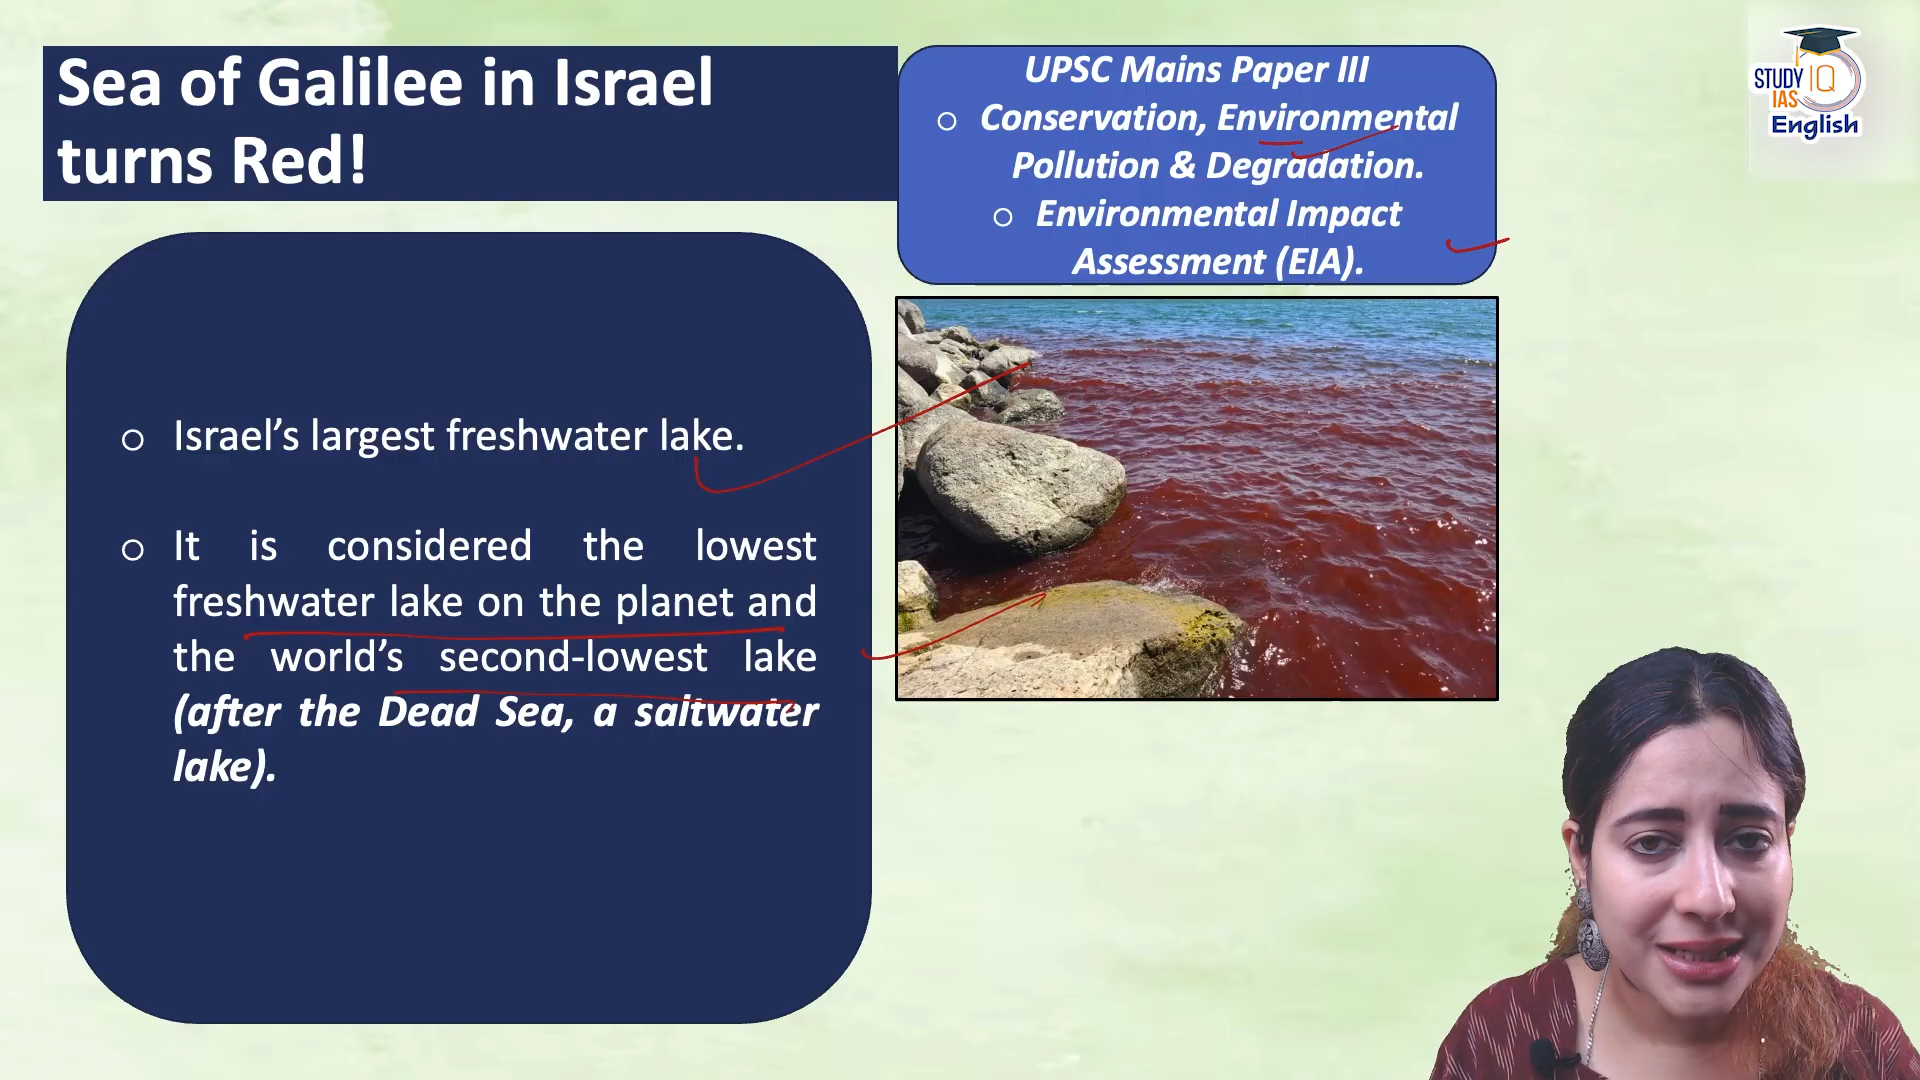 Sea of Galilee in Israel
turns Red!
UPSC Mains Paper III
o Conservation, Environmental
Pollution & Degradation.
o Environmental Impact
Assessment (EIA).
STUDY IQ
IAS
English
o Israel’s largest freshwater lake.
o It is considered the lowest
freshwater lake on the planet and
the world’s second-lowest lake
(after the Dead Sea, a saltwater
lake).